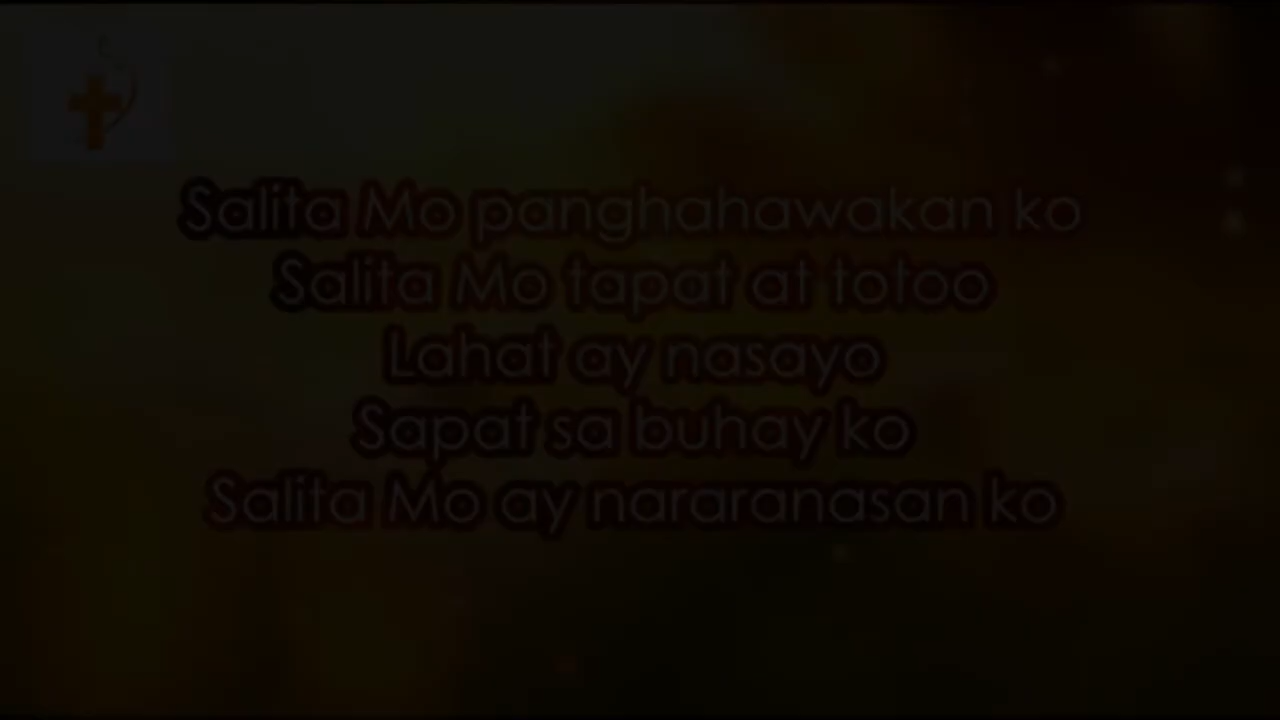 Salita Mo panghahawakan ko
Salita Mo tapat at totoo
Lahat ay nasayo
Sapat sa buhay ko
Salita Mo ay nararanasan ko